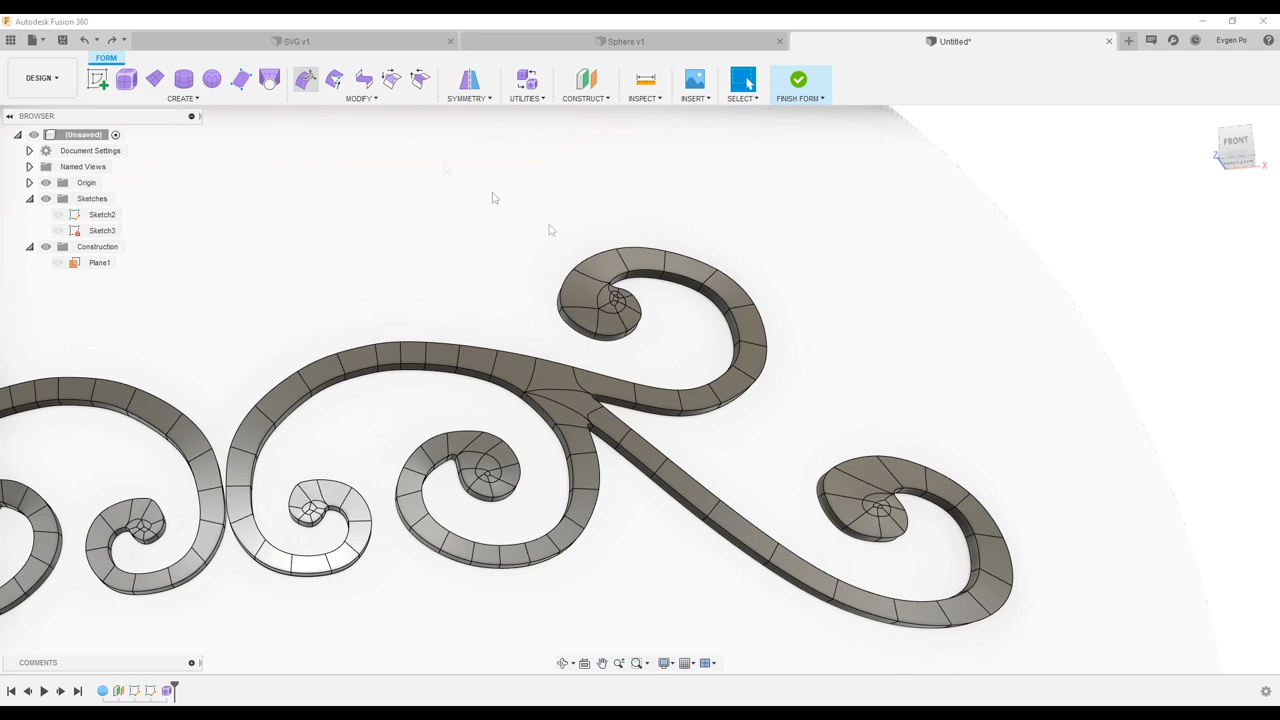 Autodesk Fusion 360
SVG v1
Sphere v1
Untitled*
Evgen Po
FORM
DESIGN
CREATE
MODIFY
SYMMETRY
UTILITIES
CONSTRUCT
INSPECT
INSERT
SELECT
FINISH FORM
BROWSER
(Unsaved)
Document Settings
Named Views
Origin
Sketches
Sketch2
Sketch3
Construction
Plane1
FRONT
Z
X
COMMENTS